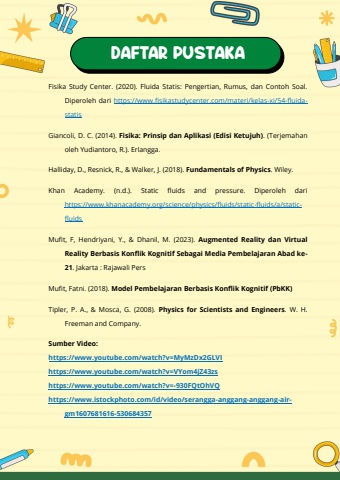 DAFTAR PUSTAKA
Fisika Study Center. (2020). Fluida Statis: Pengertian, Rumus, dan Contoh Soal.
Diperoleh dari https://www.fisikastudycenter.com/materi/kelas-xi/54-fluida-
statis
Giancoli, D. C. (2014). Fisika: Prinsip dan Aplikasi (Edisi Ketujuh). (Terjemahan
oleh Yudiantoro, R.). Erlangga.
Halliday, D., Resnick, R., & Walker, J. (2018). Fundamentals of Physics. Wiley.
Khan Academy. (n.d.). Static fluids and pressure. Diperoleh dari
https://www.khanacademy.org/science/physics/fluids/static-fluids/a/static-
fluids
Mufit, F, Hendriyani, Y., & Dhanil, M. (2023). Augmented Reality dan Virtual
Reality Berbasis Konflik Kognitif Sebagai Media Pembelajaran Abad ke-
21. Jakarta : Rajawali Pers
Mufit, Fatni. (2018). Model Pembelajaran Berbasis Konflik Kognitif (PbKK)
Tipler, P. A., & Mosca, G. (2008). Physics for Scientists and Engineers. W. H.
Freeman and Company.
Sumber Video:
https://www.youtube.com/watch?v=MyMzDx2GLVI
https://www.youtube.com/watch?v=VYom4jZ43zs
https://www.youtube.com/watch?v=-930FQtOhVQ
https://www.istockphoto.com/id/video/serangga-anggang-anggang-air-
gm1607681616-530684357